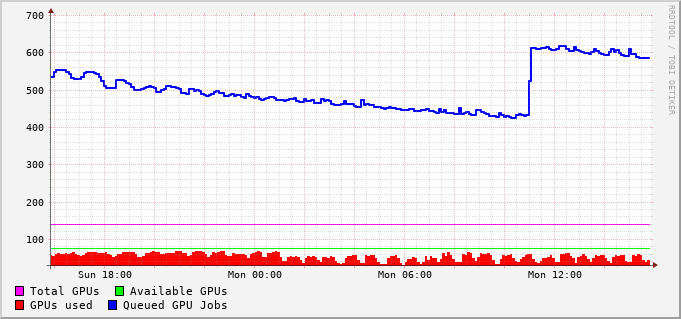 700
600
500
400
300
200
100
Sun 18:00 Mon 00:00 Mon 06:00 Mon 12:00
Total GPUs Available GPUs
GPUs used Queued GPU Jobs
RRDTOOL / TOBI OETIKER